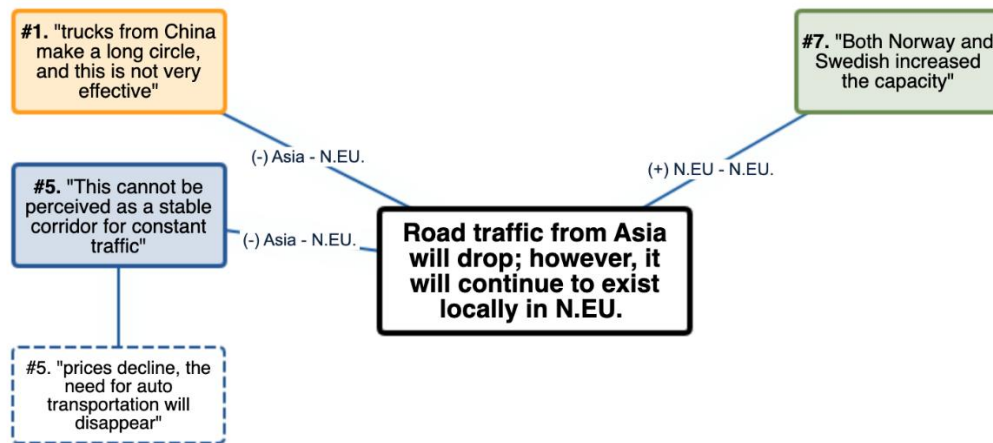 #1. "trucks from China
make a long circle,
and this is not very
effective"
#7. "Both Norway and
Swedish increased
the capacity"
(-) Asia - N.EU.
(+) N.EU - N.EU.
#5. "This cannot be
perceived as a stable
corridor for constant
traffic"
(-) Asia - N.EU.
Road traffic from Asia
will drop; however, it
will continue to exist
locally in N.EU.
#5. "prices decline, the
need for auto
transportation will
disappear"